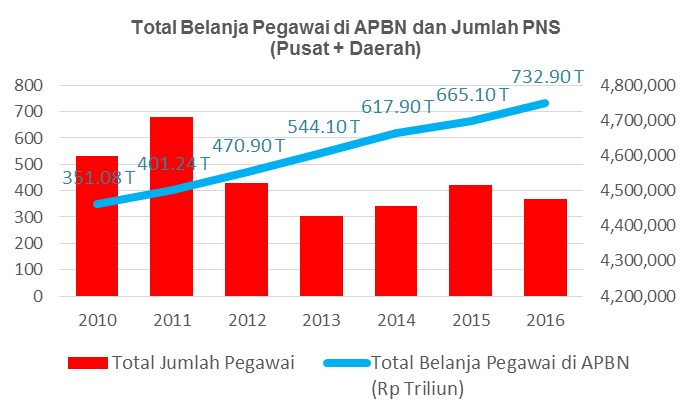 Total Belanja Pegawai di APBN dan Jumlah PNS
(Pusat + Daerah)
800
700
600
500
400
300
200
100
0
351.08 T
401.24 T
470.90 T
544.10 T
617.90 T
665.10 T
732.90 T
4,800,000
4,700,000
4,600,000
4,500,000
4,400,000
4,300,000
4,200,000
2010 2011 2012 2013 2014 2015 2016
Total Jumlah Pegawai
Total Belanja Pegawai di APBN
(Rp Triliun)